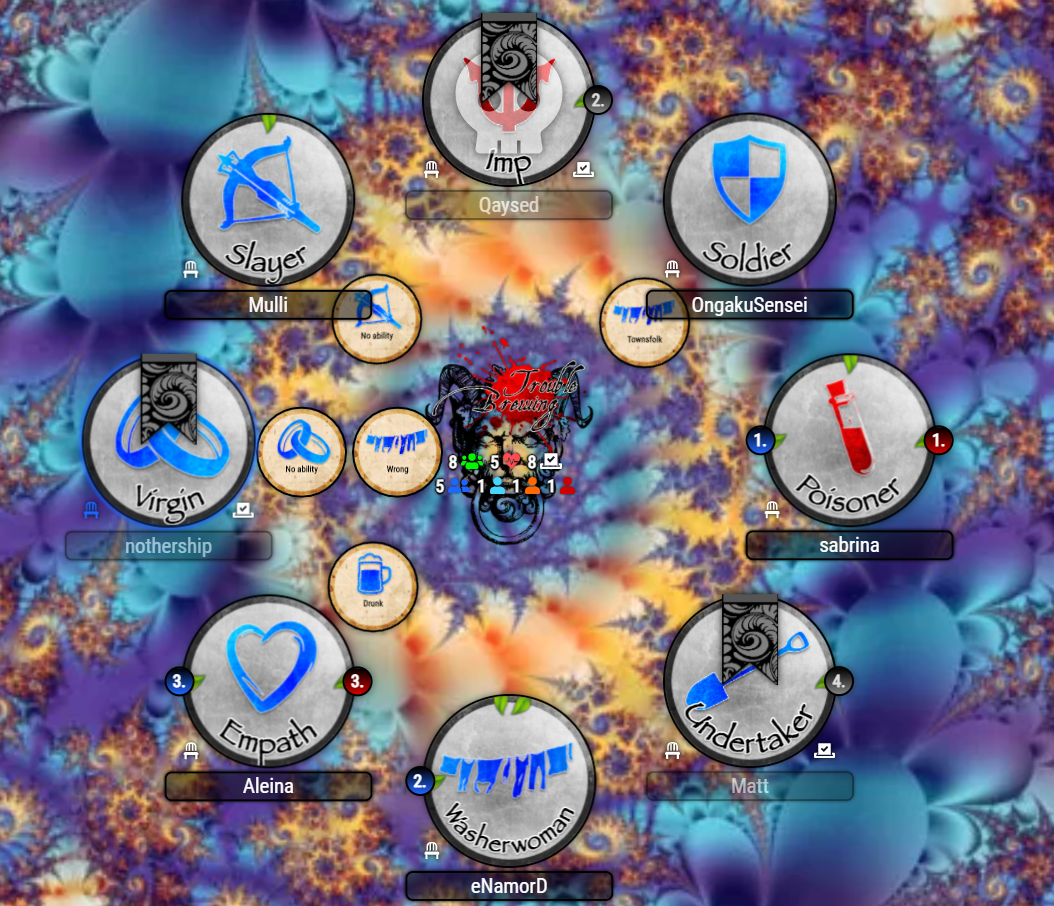 Imp
2.
Qaysed
Slayer
Mulli
No ability
Soldier
OngakuSensei
Townsfolk
Trouble
Brewing
Virgin
nothership
No ability
Wrong
8 5 8
5 1 1 1
1.
Poisoner
1.
sabrina
Drunk
3.
Empath
3.
Aleina
2.
Washerwoman
eNamorD
Undertaker
4.
Matt